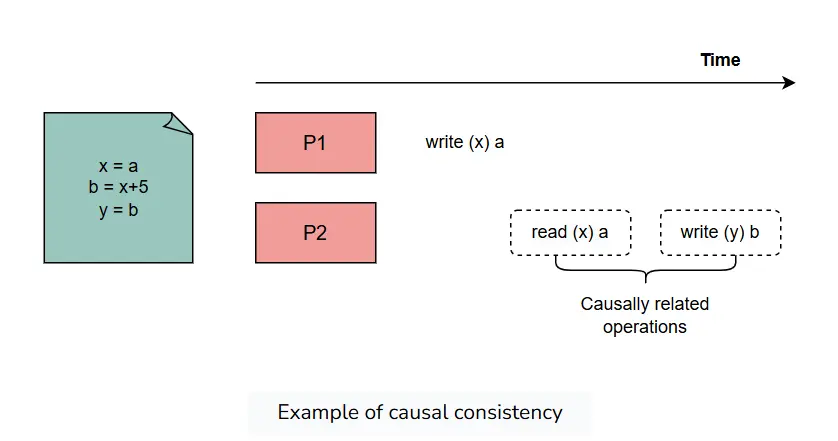 Time
x = a
b = x+5
y = b
P1
write (x) a
P2
read (x) a
write (y) b
Causally related
operations
Example of causal consistency